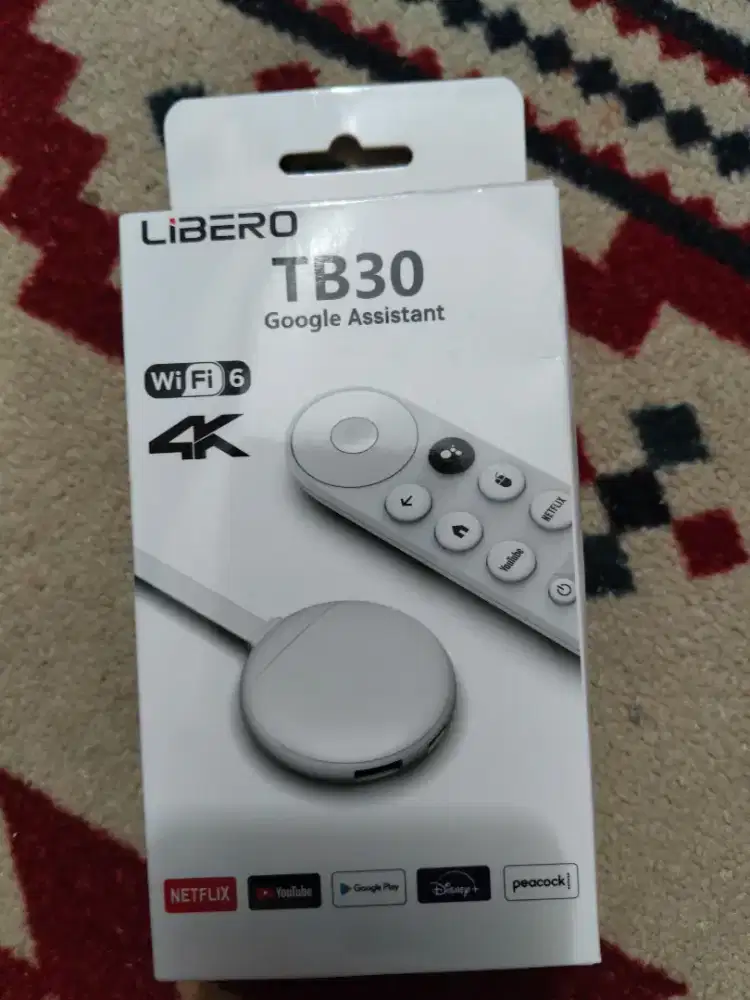 LiBERO
TB30
Google Assistant
WiFi 6
4K
NETFLIX
YouTube
NETFLIX
YouTube
Google Play
Disney+
peacock